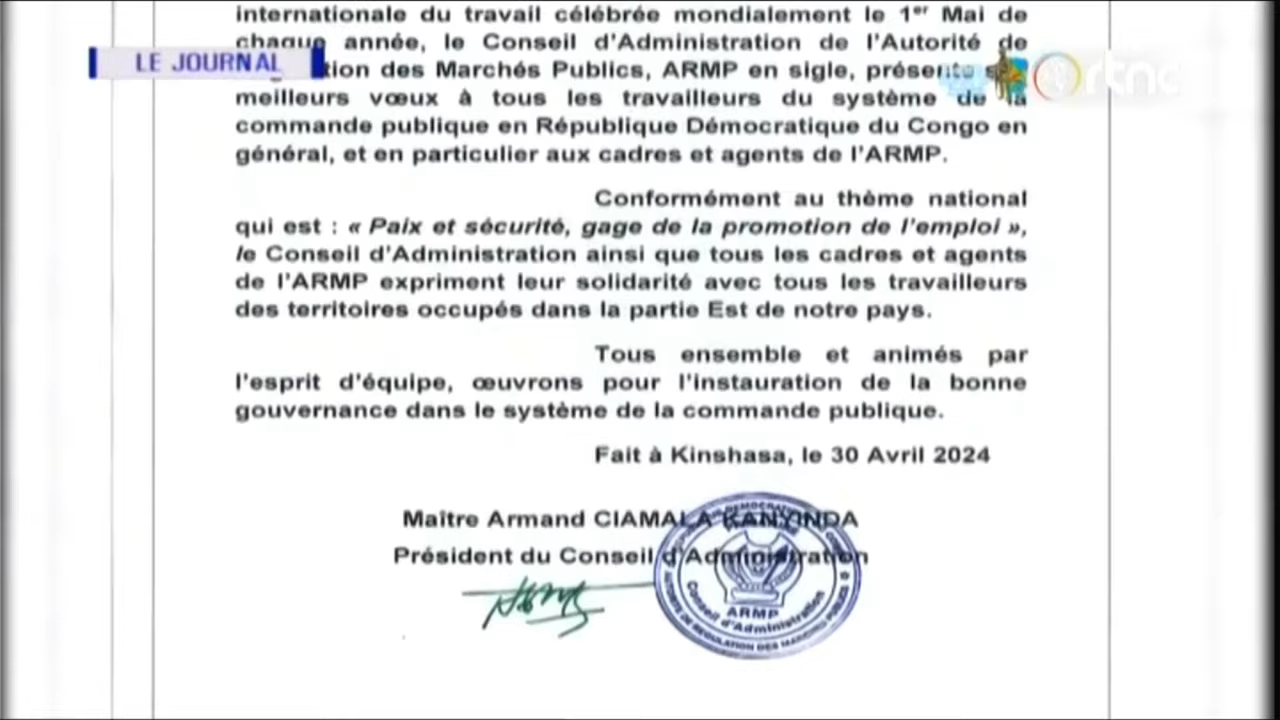 internationale du travail célébrée mondialement le 1er Mai de
chaque année, le Conseil d'Administration de l'Autorité de
LE JOURNAL
tion des Marchés Publics, ARMP en sigle, présente
rtnc
meilleurs vœux à tous les travailleurs du système de la
commande publique en République Démocratique du Congo en
général, et en particulier aux cadres et agents de l'ARMP.
Conformément au thème national
qui est : « Paix et sécurité, gage de la promotion de l'emploi »,
le Conseil d'Administration ainsi que tous les cadres et agents
de l'ARMP expriment leur solidarité avec tous les travailleurs
des territoires occupés dans la partie Est de notre pays.
Tous ensemble et animés par
l'esprit d'équipe, œuvrons pour l'instauration de la bonne
gouvernance dans le système de la commande publique.
Fait à Kinshasa, le 30 Avril 2024
Maître Armand CIAMALA KANYINDA
Président du Conseil d'Administration
ARMP
Conseil d'Administration
AUTORITE DE REGULATION DES MARCHES PUBLICS